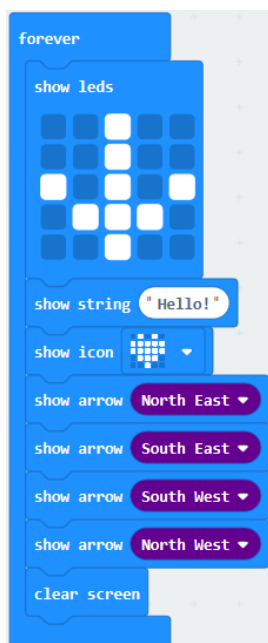 forever
show leds
show string "Hello!"
show icon
show arrow North East
show arrow South East
show arrow South West
show arrow North West
clear screen